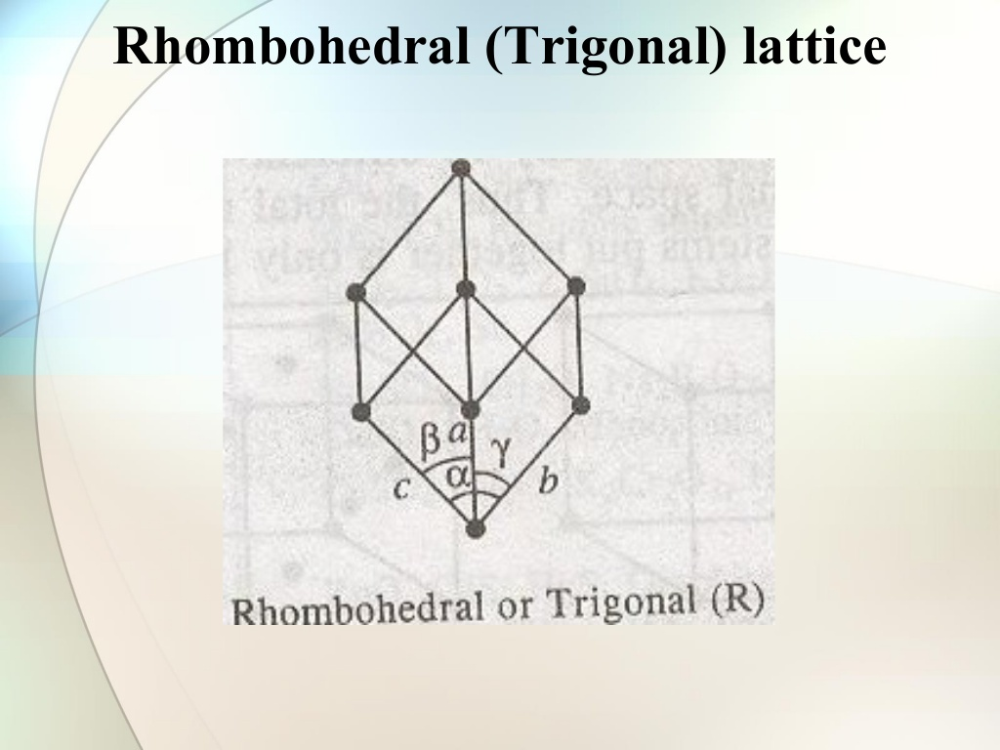 Rhombohedral (Trigonal) lattice
β a γ
c α b
Rhombohedral or Trigonal (R)